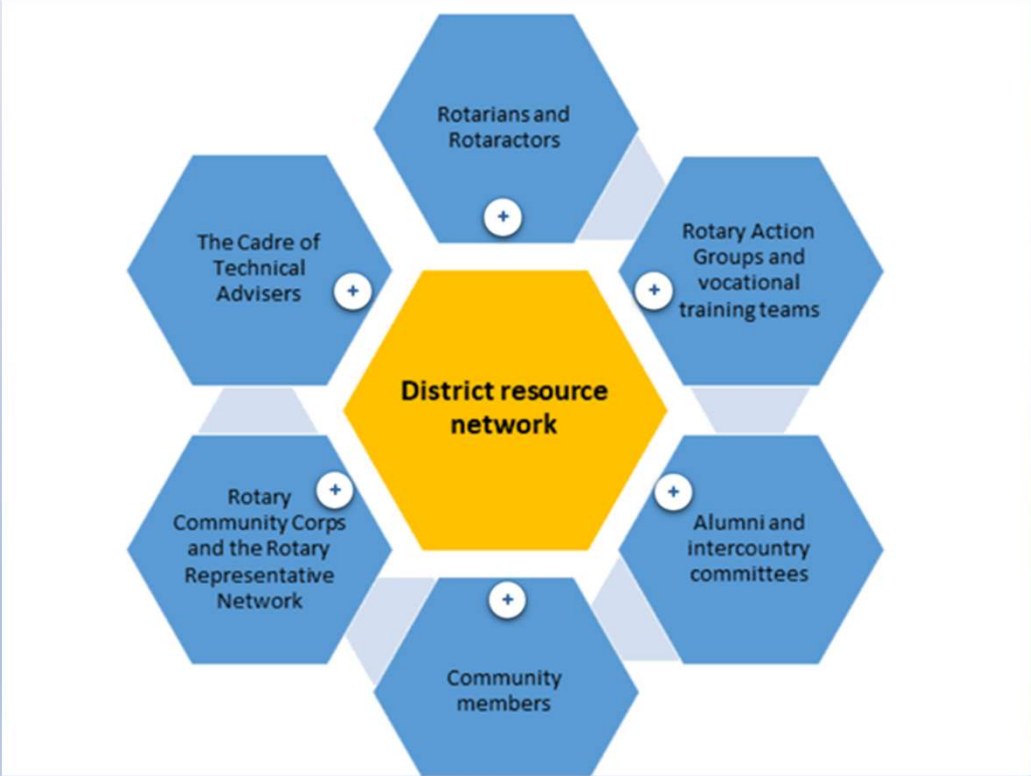 Rotarians and
Rotaractors
+
Rotary Action
Groups and
vocational
training teams
+
Alumni and
intercountry
committees
+
Community
members
+
Rotary
Community Corps
and the Rotary
Representative
Network
+
The Cadre of
Technical
Advisers
+
District resource
network